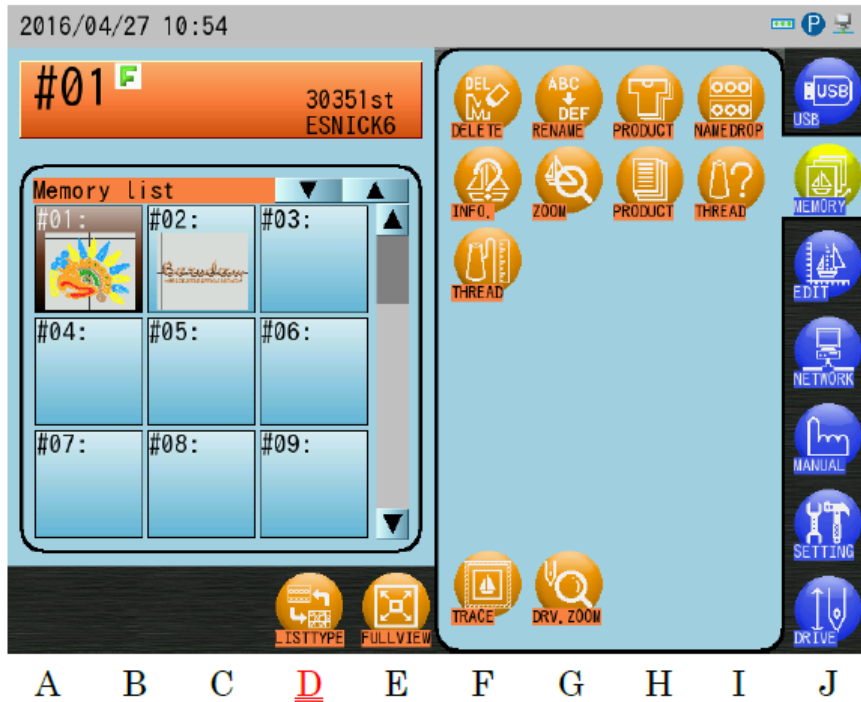 2016/04/27 10:54
P
#01 F
30351st
ESNICK6
Memory list ▼ ▲
#01: #02: #03:
Barudan
#04: #05: #06:
#07: #08: #09:
LISTTYPE FULLVIEW
DEL ABC DEF
DELETE RENAME PRODUCT NAMEDROP
INFO. ZOOM PRODUCT THREAD
THREAD
TRACE DRV.ZOOM
USB
USB
MEMORY
EDIT
NETWORK
MANUAL
SETTING
DRIVE
A B C D E F G H I J